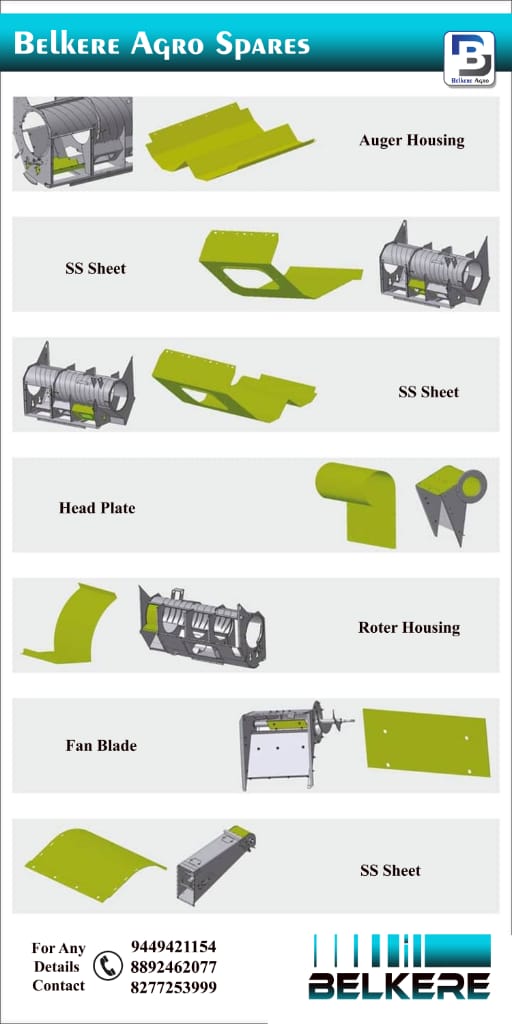 Belkere Agro Spares
Belkere Agro
Auger Housing
SS Sheet
SS Sheet
Head Plate
Roter Housing
Fan Blade
SS Sheet
For Any
Details
Contact
9449421154
8892462077
8277253999
BELKERE